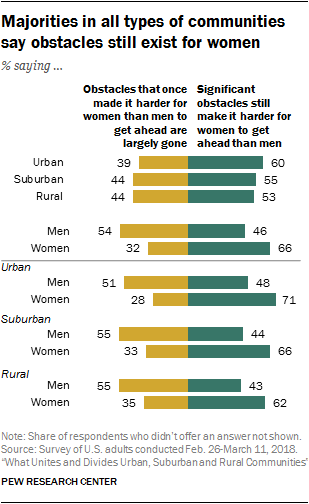 Majorities in all types of communities
say obstacles still exist for women
% saying ...
Obstacles that once
made it harder for
women than men to
get ahead are
largely gone
Significant
obstacles still
make it harder for
women to get
ahead than men
Urban 39 60
Suburban 44 55
Rural 44 53
Men 54 46
Women 32 66
Urban
Men 51 48
Women 28 71
Suburban
Men 55 44
Women 33 66
Rural
Men 55 43
Women 35 62
Note: Share of respondents who didn't offer an answer not shown.
Source: Survey of U.S. adults conducted Feb. 26-March 11, 2018.
“What Unites and Divides Urban, Suburban and Rural Communities”
PEW RESEARCH CENTER